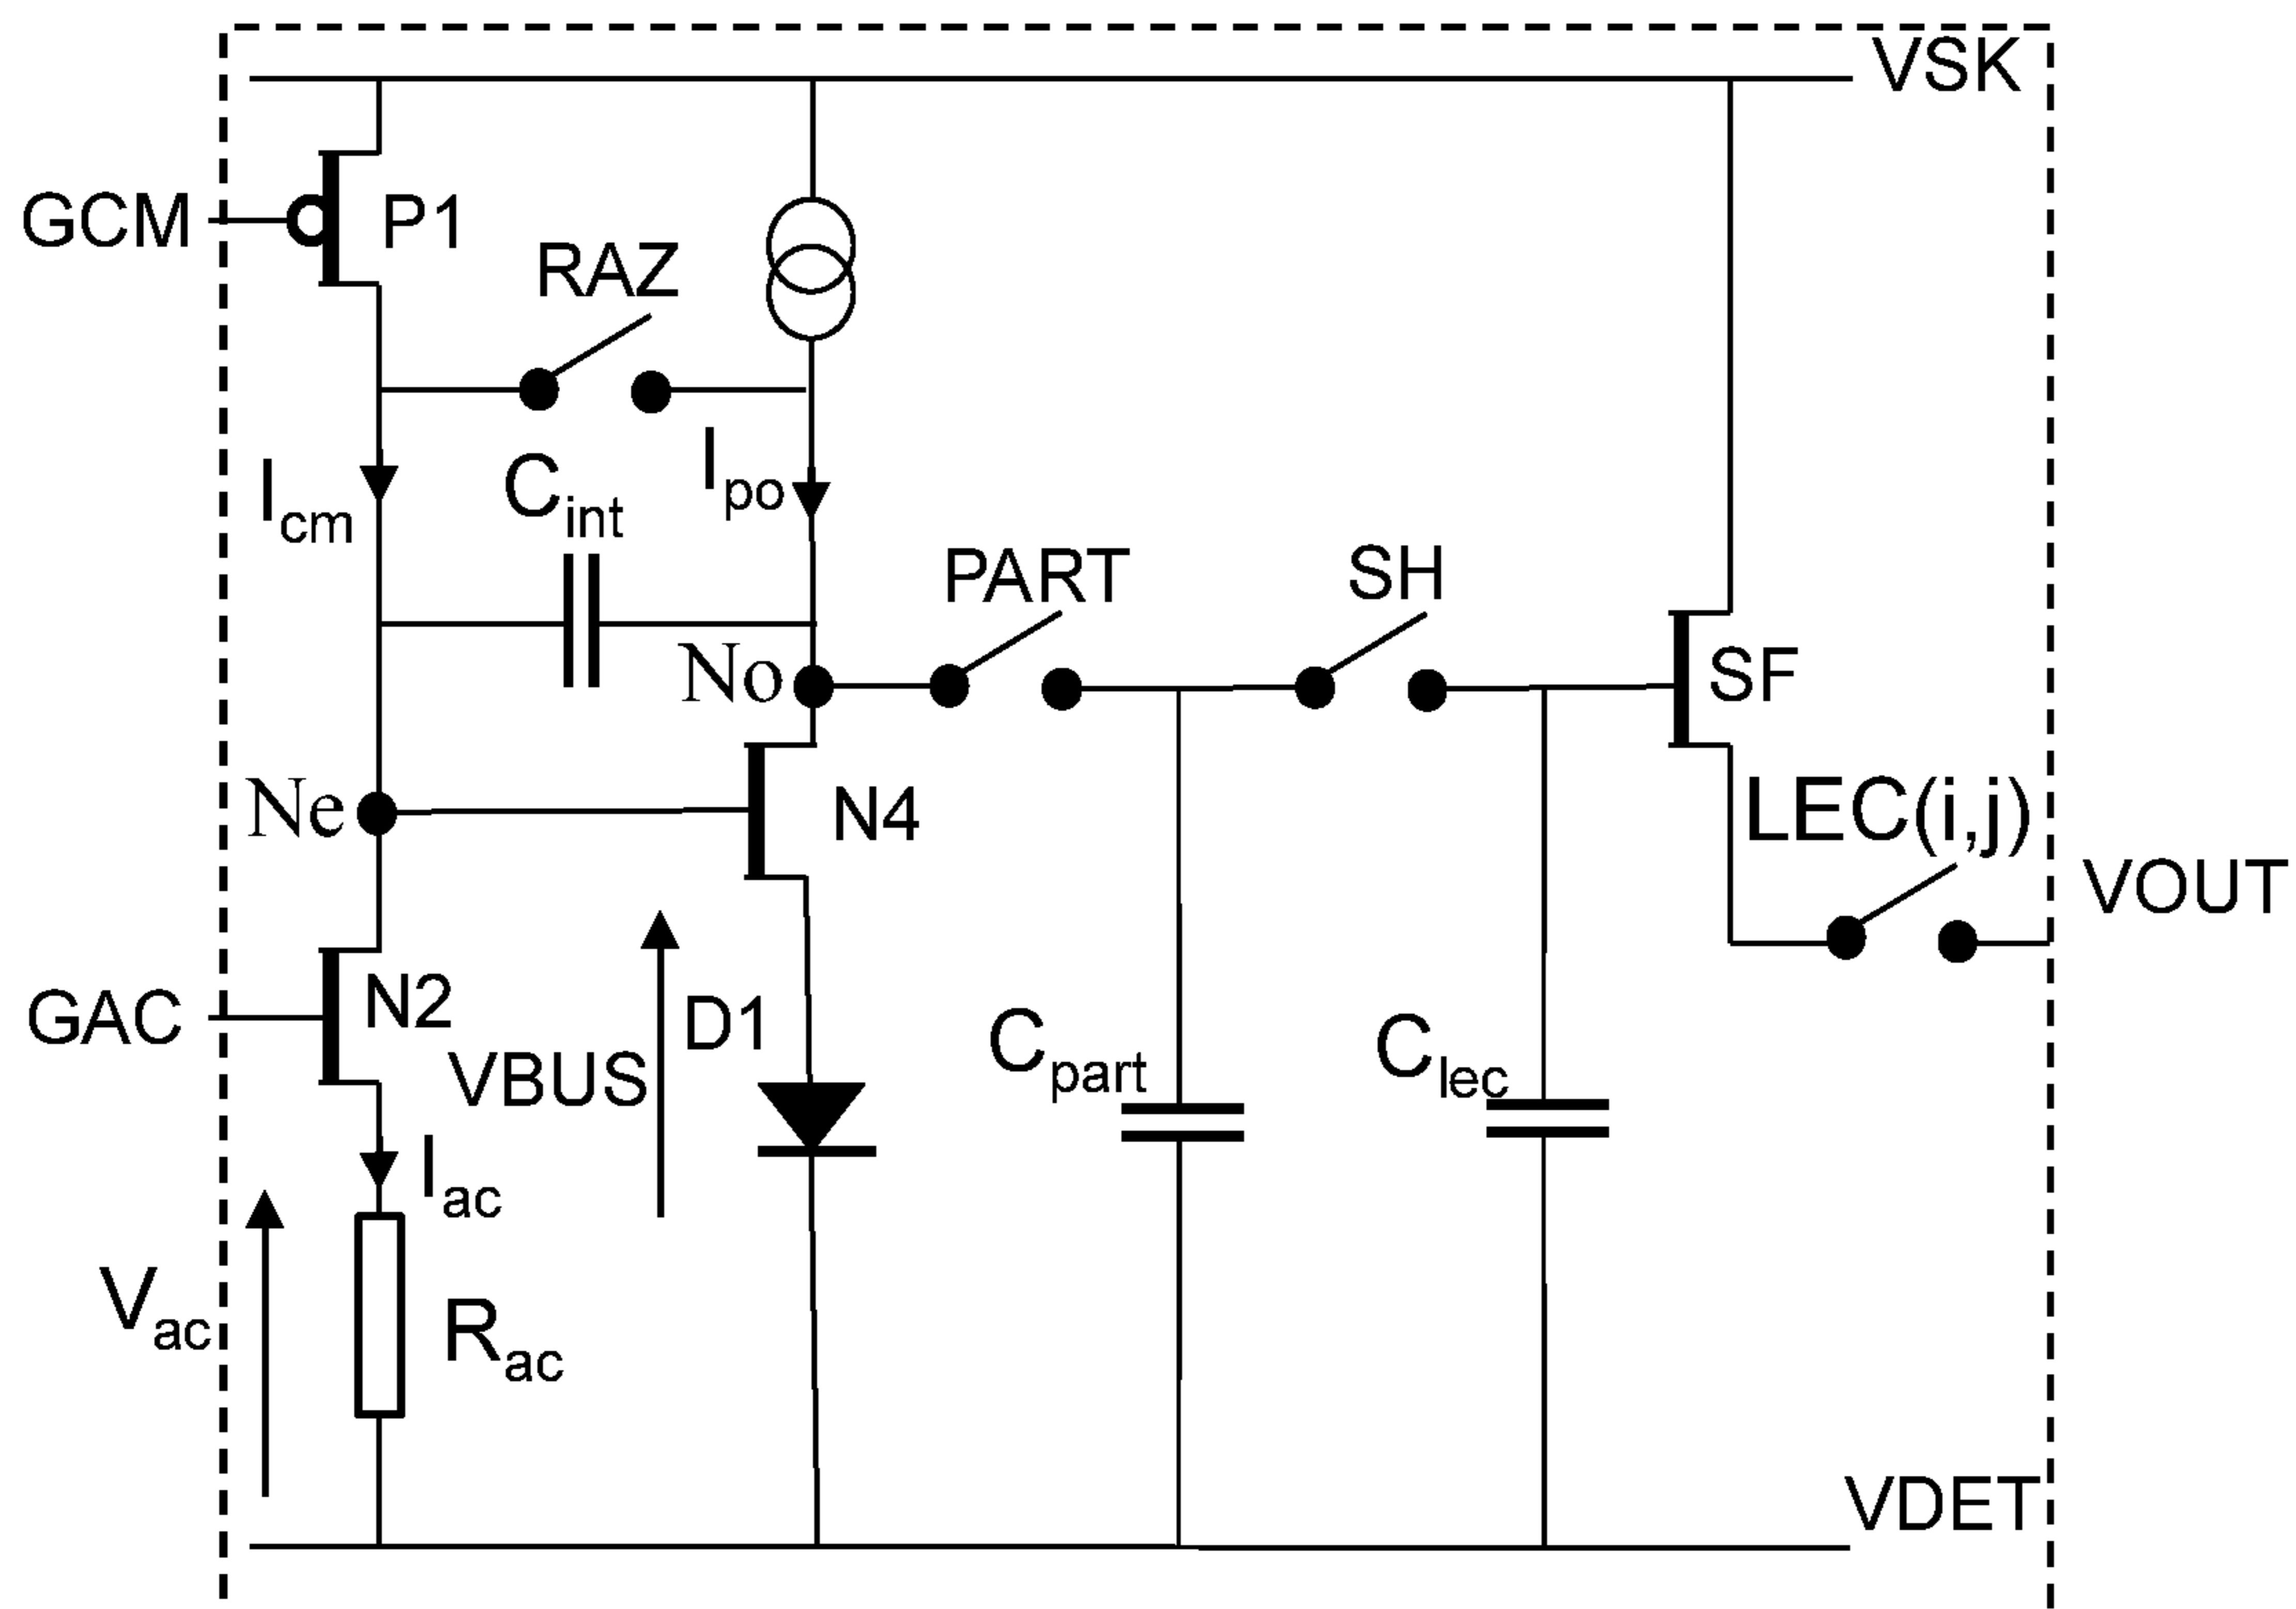 VSK
GCM
P1
RAZ
Icm
Cint
Ipo
PART
SH
No
SF
Ne
N4
LEC(i,j)
VOUT
N2
GAC
VBUS
D1
Cpart
Clec
Iac
Vac
Rac
VDET